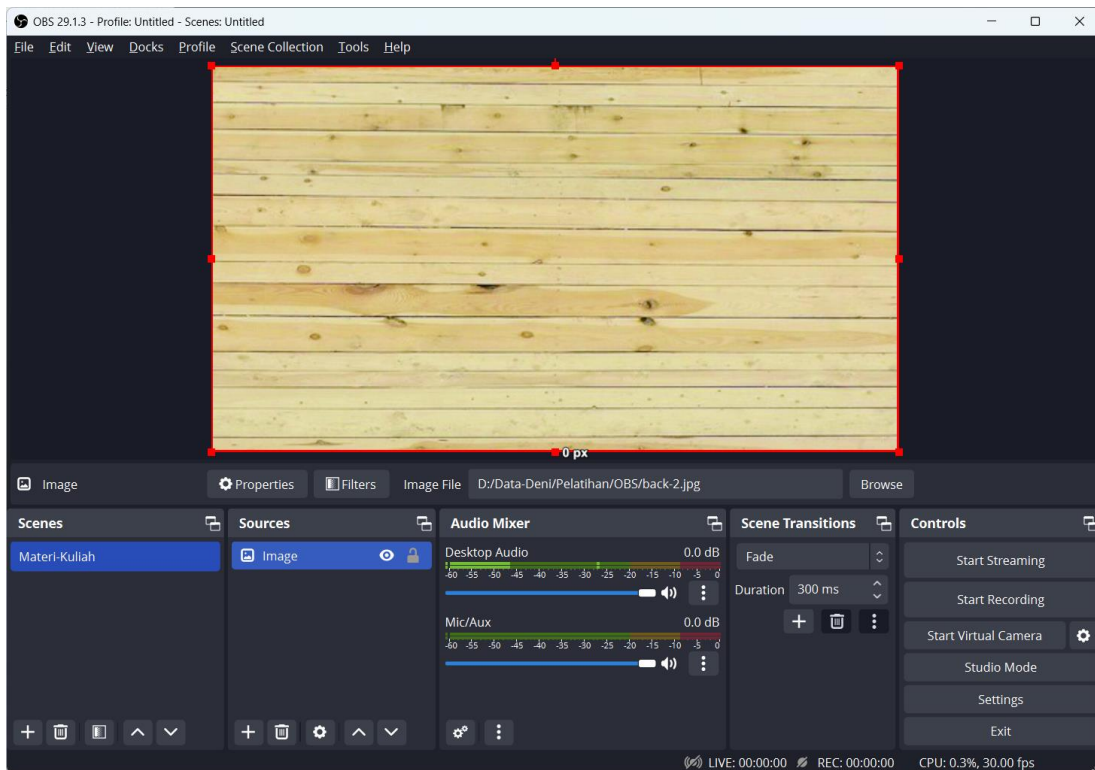 OBS 29.1.3 - Profile: Untitled - Scenes: Untitled
File Edit View Docks Profile Scene Collection Tools Help
0 px
Image Properties Filters Image File D:/Data-Deni/Pelatihan/OBS/back-2.jpg Browse
Scenes Sources Audio Mixer Scene Transitions Controls
Materi-Kuliah
Image
Desktop Audio 0.0 dB
-60 -55 -50 -45 -40 -35 -30 -25 -20 -15 -10 -5 0
Mic/Aux 0.0 dB
-60 -55 -50 -45 -40 -35 -30 -25 -20 -15 -10 -5 0
Fade
Duration 300 ms
Start Streaming
Start Recording
Start Virtual Camera
Studio Mode
Settings
Exit
LIVE: 00:00:00 REC: 00:00:00 CPU: 0.3%, 30.00 fps